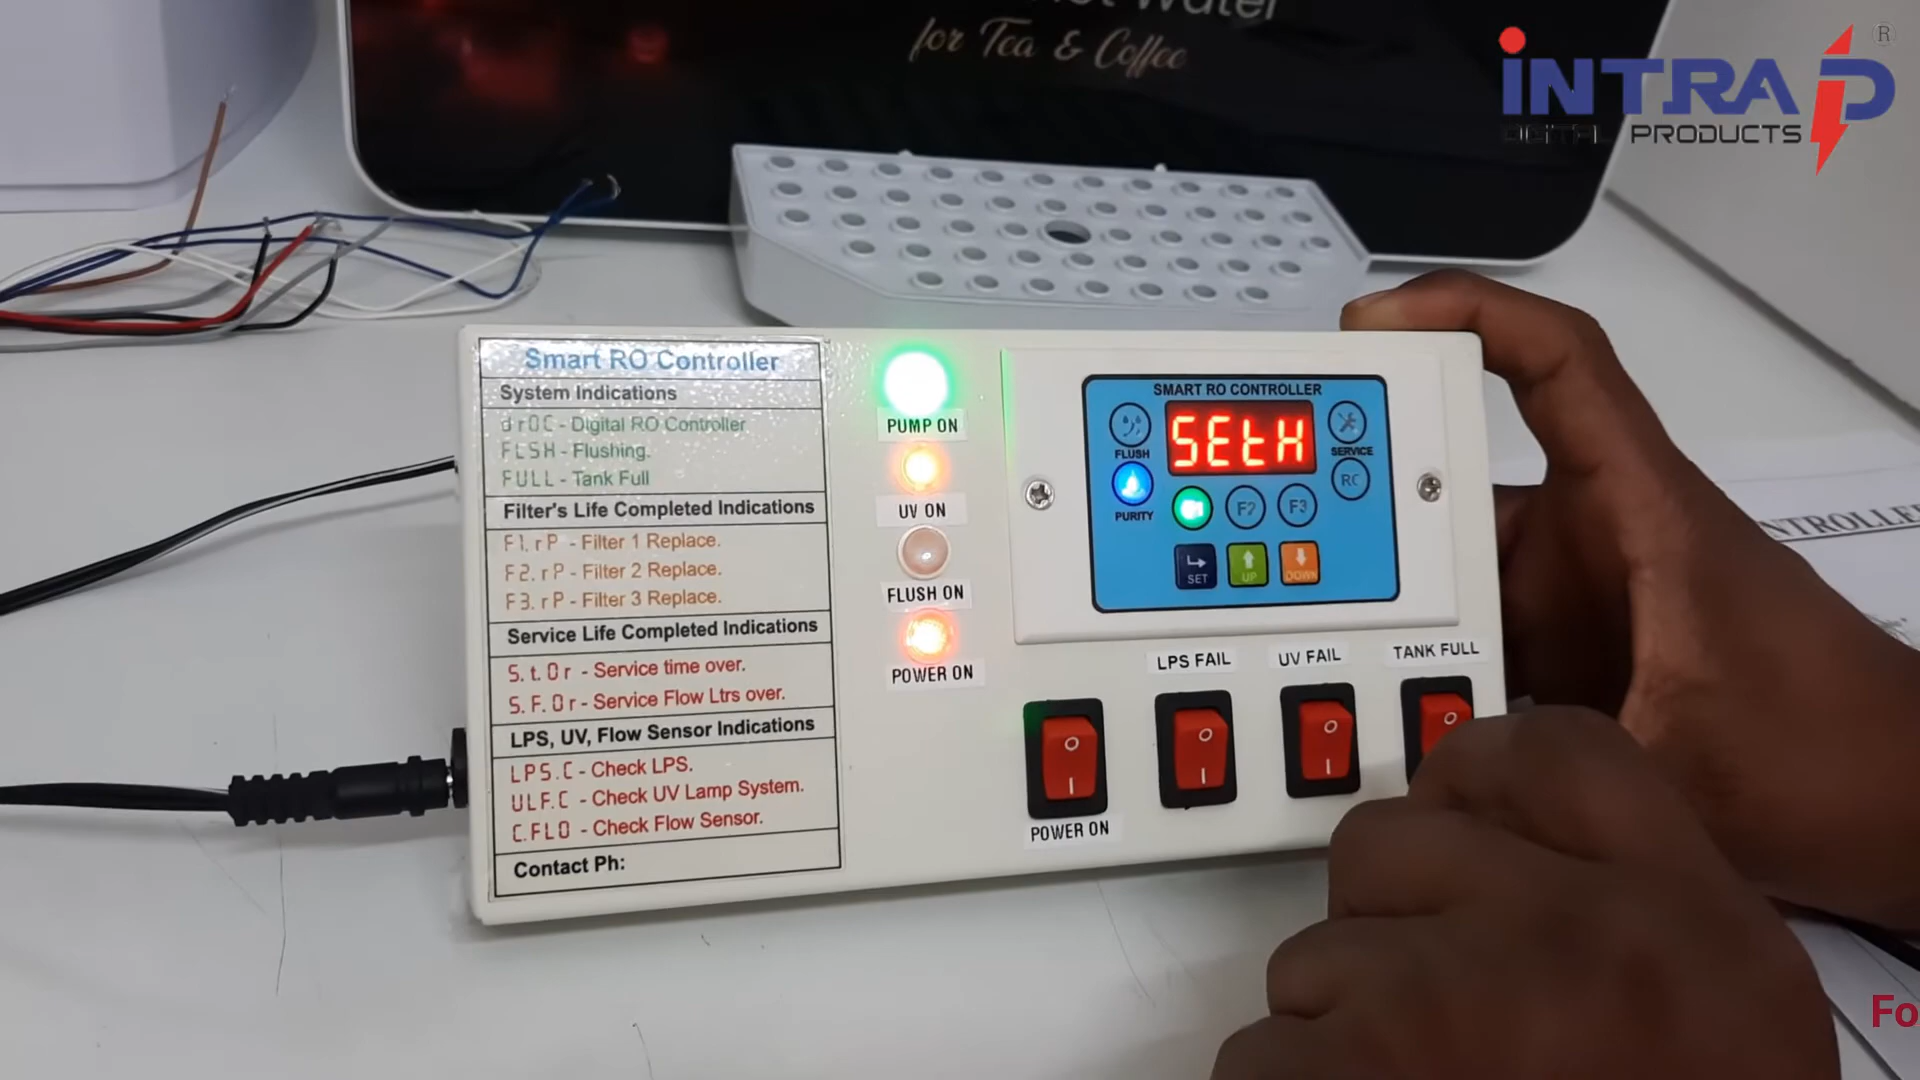 for Tea & Coffee
iNTRA D
DIGITAL PRODUCTS
®
Smart RO Controller
System Indications
drOC - Digital RO Controller
FLSH - Flushing.
FULL - Tank Full
Filter's Life Completed Indications
F1.rP - Filter 1 Replace.
F2.rP - Filter 2 Replace.
F3.rP - Filter 3 Replace.
Service Life Completed Indications
S.t.Or - Service time over.
S.F.Or - Service Flow Ltrs over.
LPS, UV, Flow Sensor Indications
LPS.C - Check LPS.
ULF.C - Check UV Lamp System.
C.FLO - Check Flow Sensor.
Contact Ph:
PUMP ON
UV ON
FLUSH ON
POWER ON
SMART RO CONTROLLER
SEtH
FLUSH
SERVICE
PURITY
F2
F3
RC
SET
UP
DOWN
LPS FAIL
UV FAIL
TANK FULL
POWER ON
NTROLLER
Fo